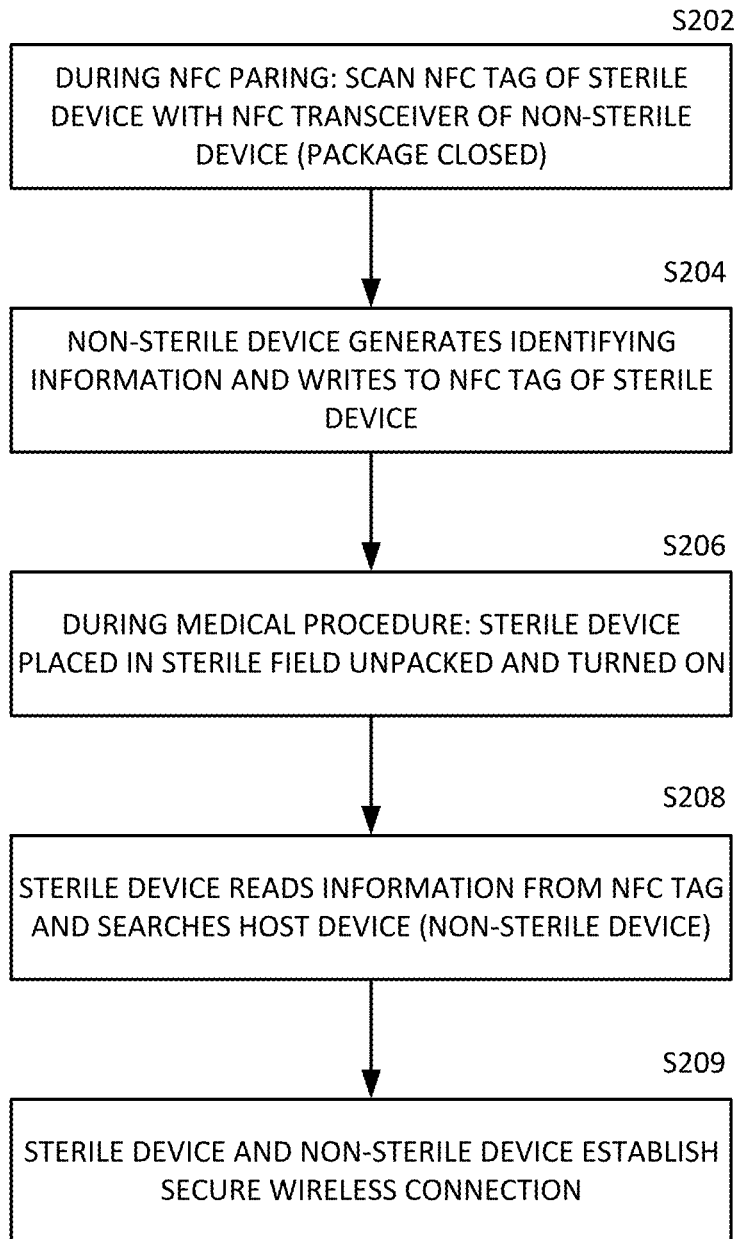 S202
DURING NFC PARING: SCAN NFC TAG OF STERILE
DEVICE WITH NFC TRANSCEIVER OF NON-STERILE
DEVICE (PACKAGE CLOSED)
S204
NON-STERILE DEVICE GENERATES IDENTIFYING
INFORMATION AND WRITES TO NFC TAG OF STERILE
DEVICE
S206
DURING MEDICAL PROCEDURE: STERILE DEVICE
PLACED IN STERILE FIELD UNPACKED AND TURNED ON
S208
STERILE DEVICE READS INFORMATION FROM NFC TAG
AND SEARCHES HOST DEVICE (NON-STERILE DEVICE)
S209
STERILE DEVICE AND NON-STERILE DEVICE ESTABLISH
SECURE WIRELESS CONNECTION